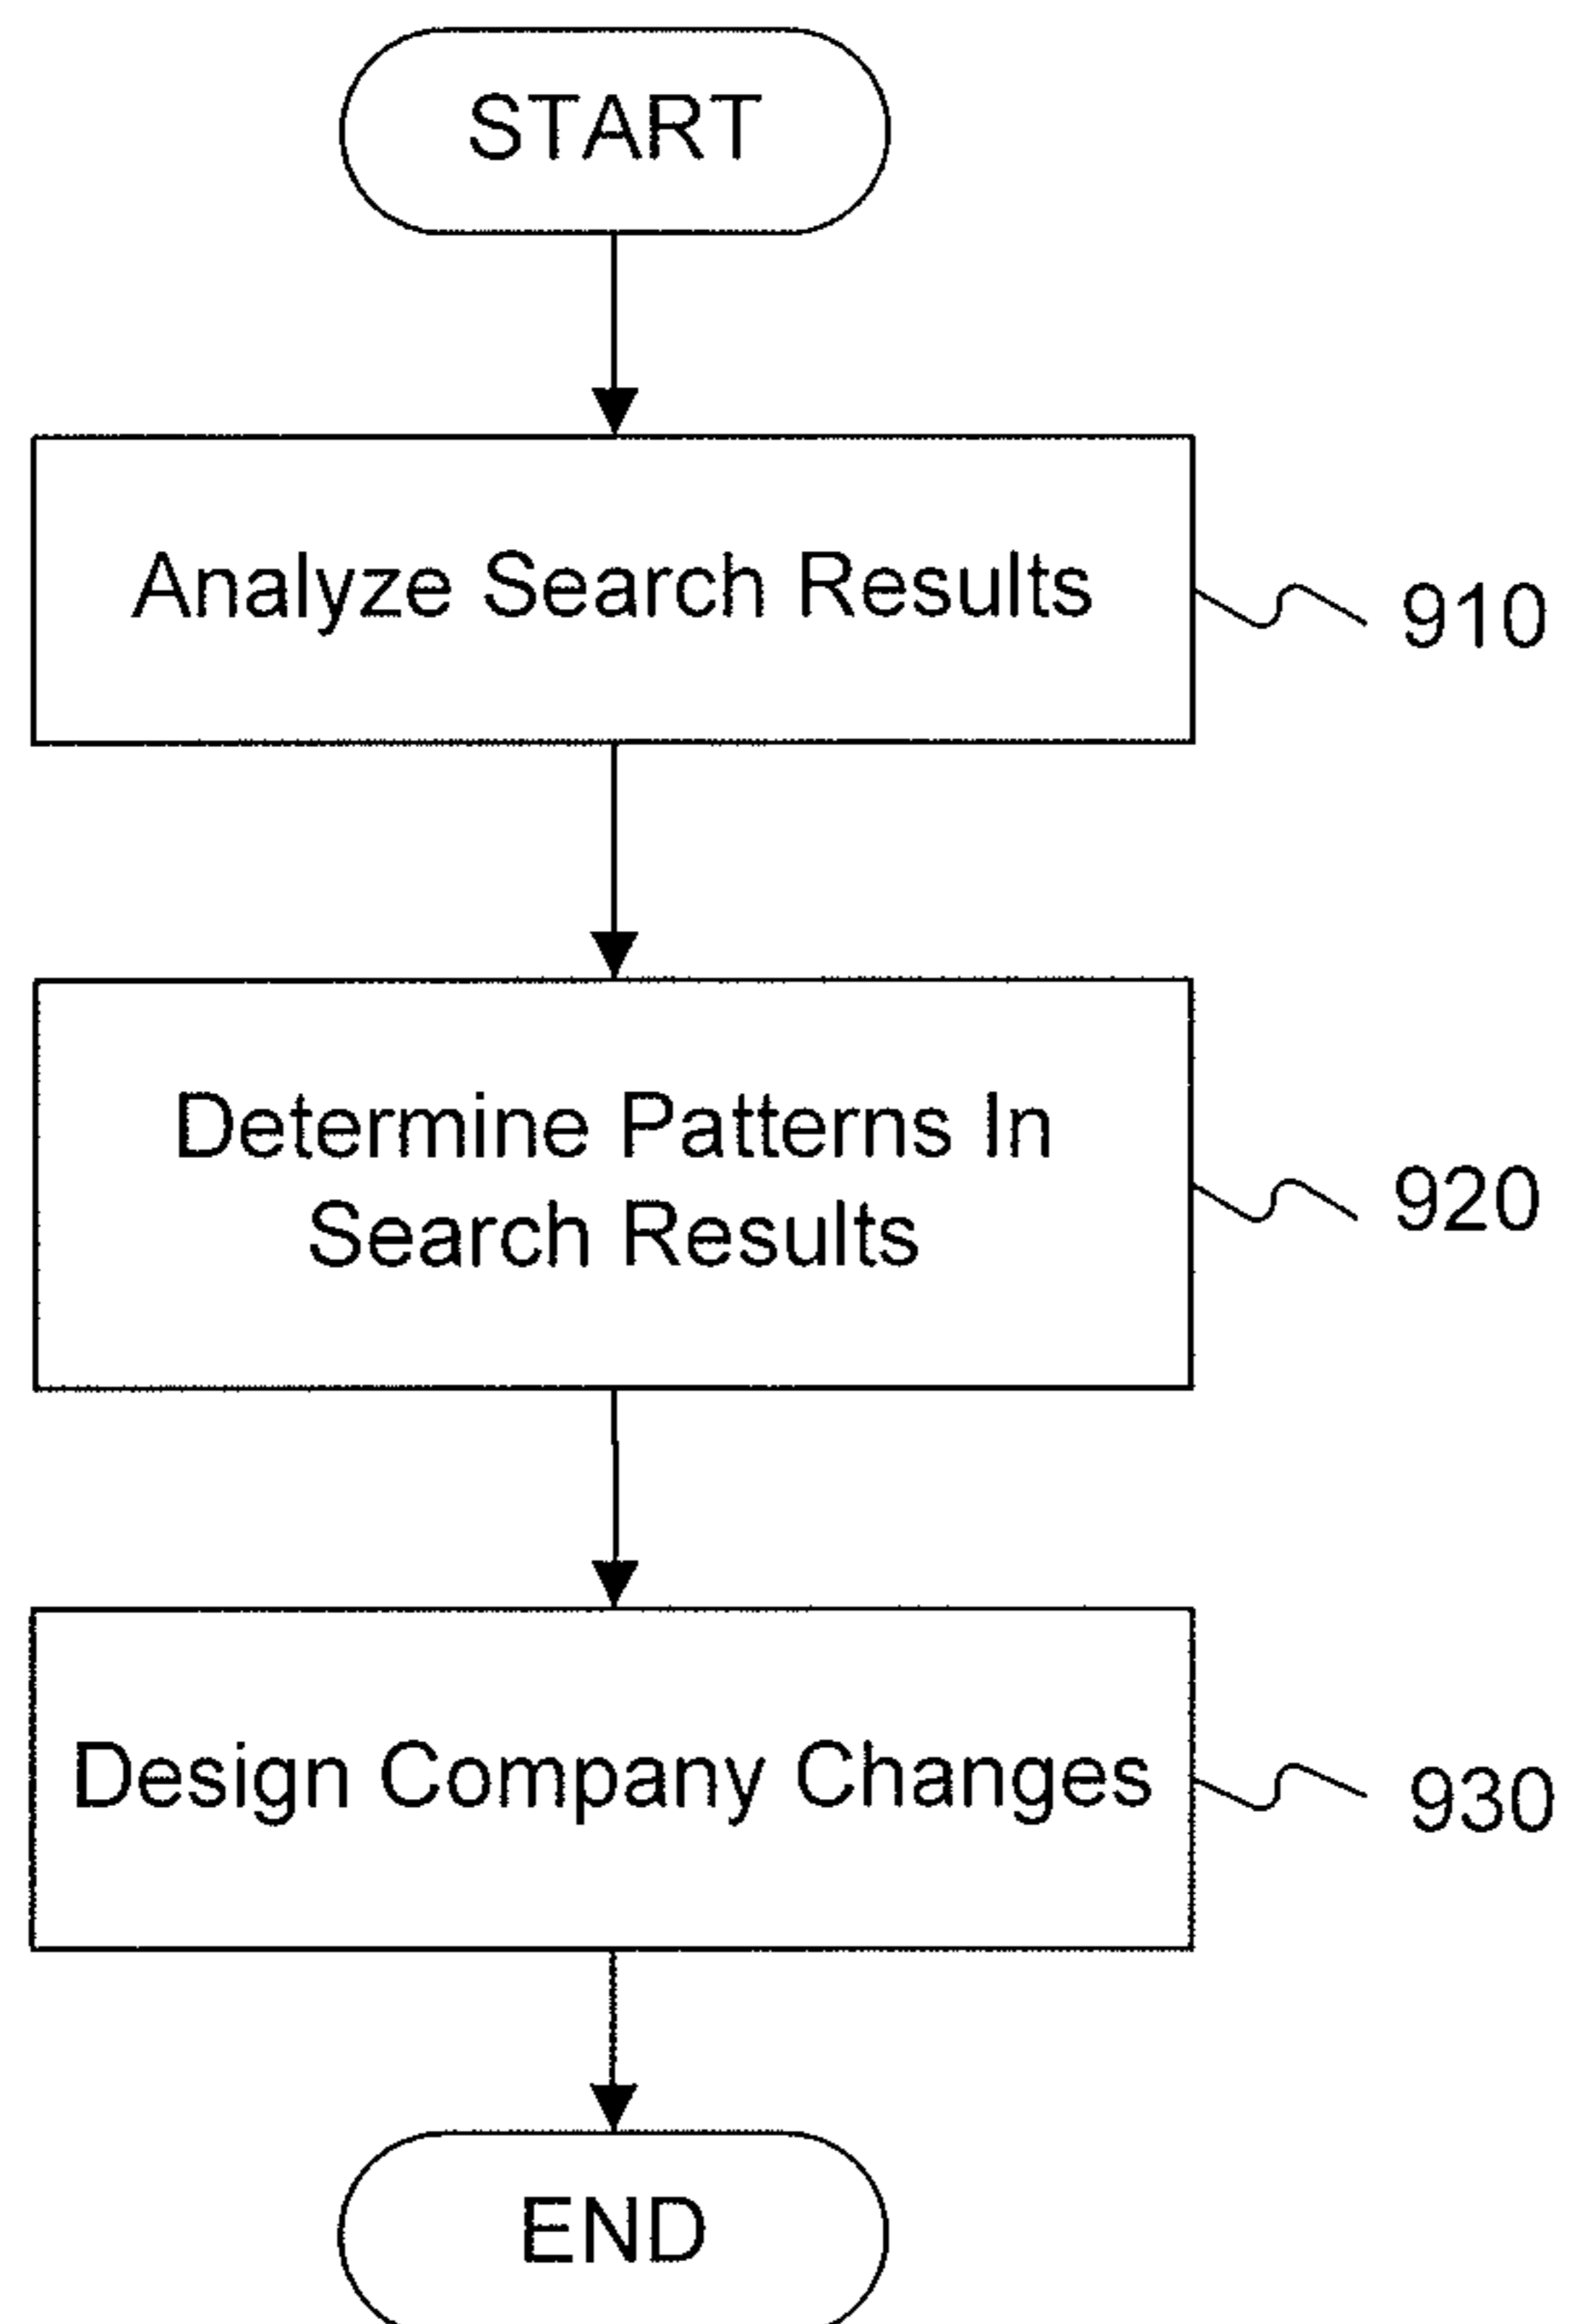 START
Analyze Search Results
910
Determine Patterns In
Search Results
920
Design Company Changes
930
END